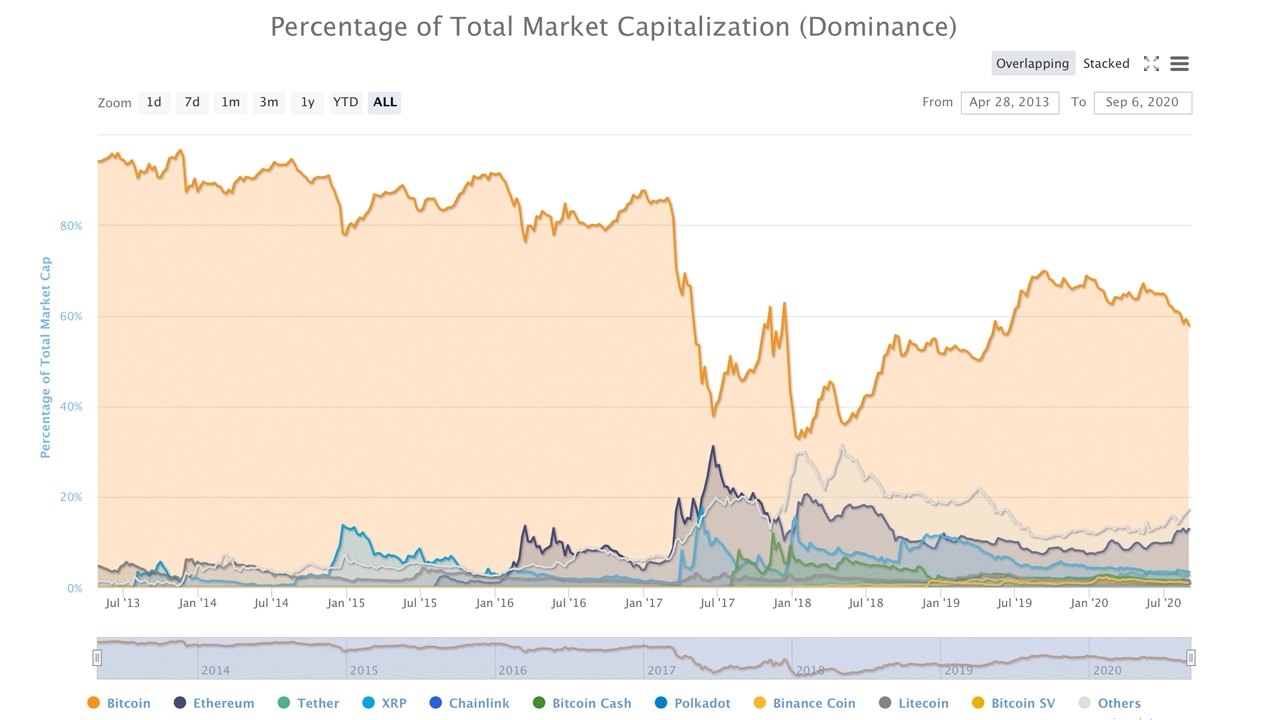 Percentage of Total Market Capitalization (Dominance)
Overlapping Stacked
Zoom 1d 7d 1m 3m 1y YTD ALL From Apr 28, 2013 To Sep 6, 2020
Percentage of Total Market Cap
80%
60%
40%
20%
0%
Jul '13 Jan '14 Jul '14 Jan '15 Jul '15 Jan '16 Jul '16 Jan '17 Jul '17 Jan '18 Jul '18 Jan '19 Jul '19 Jan '20 Jul '20
2014 2015 2016 2017 2018 2019 2020
Bitcoin Ethereum Tether XRP Chainlink Bitcoin Cash Polkadot Binance Coin Litecoin Bitcoin SV Others